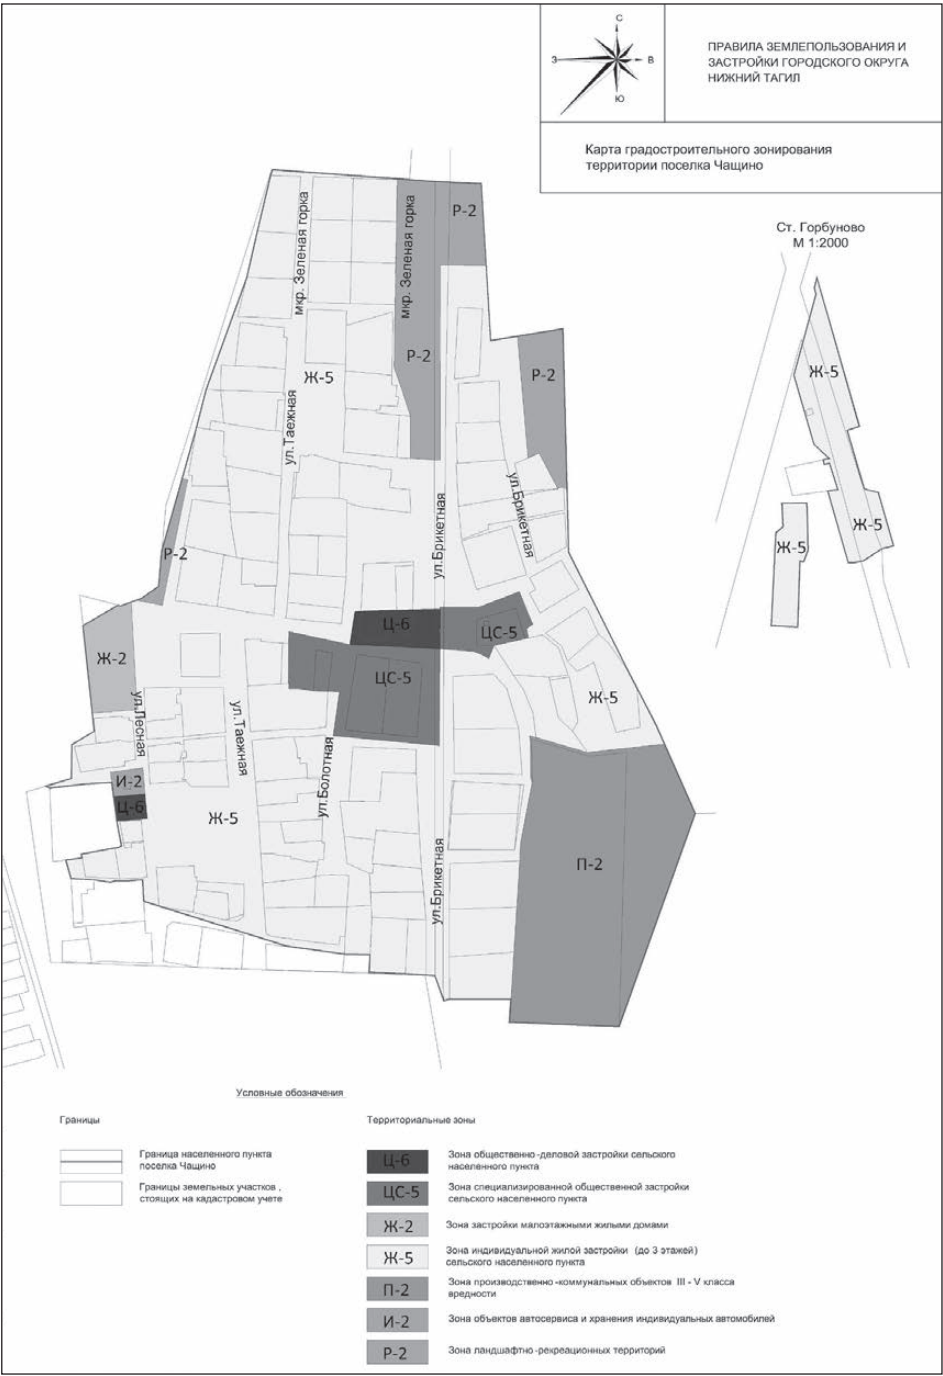 С
З
В
Ю
ПРАВИЛА ЗЕМЛЕПОЛЬЗОВАНИЯ И
ЗАСТРОЙКИ ГОРОДСКОГО ОКРУГА
НИЖНИЙ ТАГИЛ
Карта градостроительного зонирования
территории поселка Чащино
Ст. Горбуново
М 1:2000
мкр. Зеленая горка
мкр. Зеленая горка
Р-2
Р-2
Р-2
Ж-5
Ж-5
ул.Таежная
ул.Брикетная
ул.Брикетная
Ж-5
Ж-5
Р-2
Ц-6
ЦС-5
Ж-2
ЦС-5
Ж-5
ул.Лесная
ул.Таежная
ул.Болотная
И-2
Ц-6
Ж-5
ул.Брикетная
П-2
Условные обозначения
Границы
Граница населенного пункта
поселка Чащино
Границы земельных участков ,
стоящих на кадастровом учете
Территориальные зоны
Ц-6
Зона общественно-деловой застройки сельского
населенного пункта
ЦС-5
Зона специализированной общественной застройки
сельского населенного пункта
Ж-2
Зона застройки малоэтажными жилыми домами
Ж-5
Зона индивидуальной жилой застройки (до 3 этажей)
сельского населенного пункта
П-2
Зона производственно-коммунальных объектов III - V класса
вредности
И-2
Зона объектов автосервиса и хранения индивидуальных автомобилей
Р-2
Зона ландшафтно-рекреационных территорий